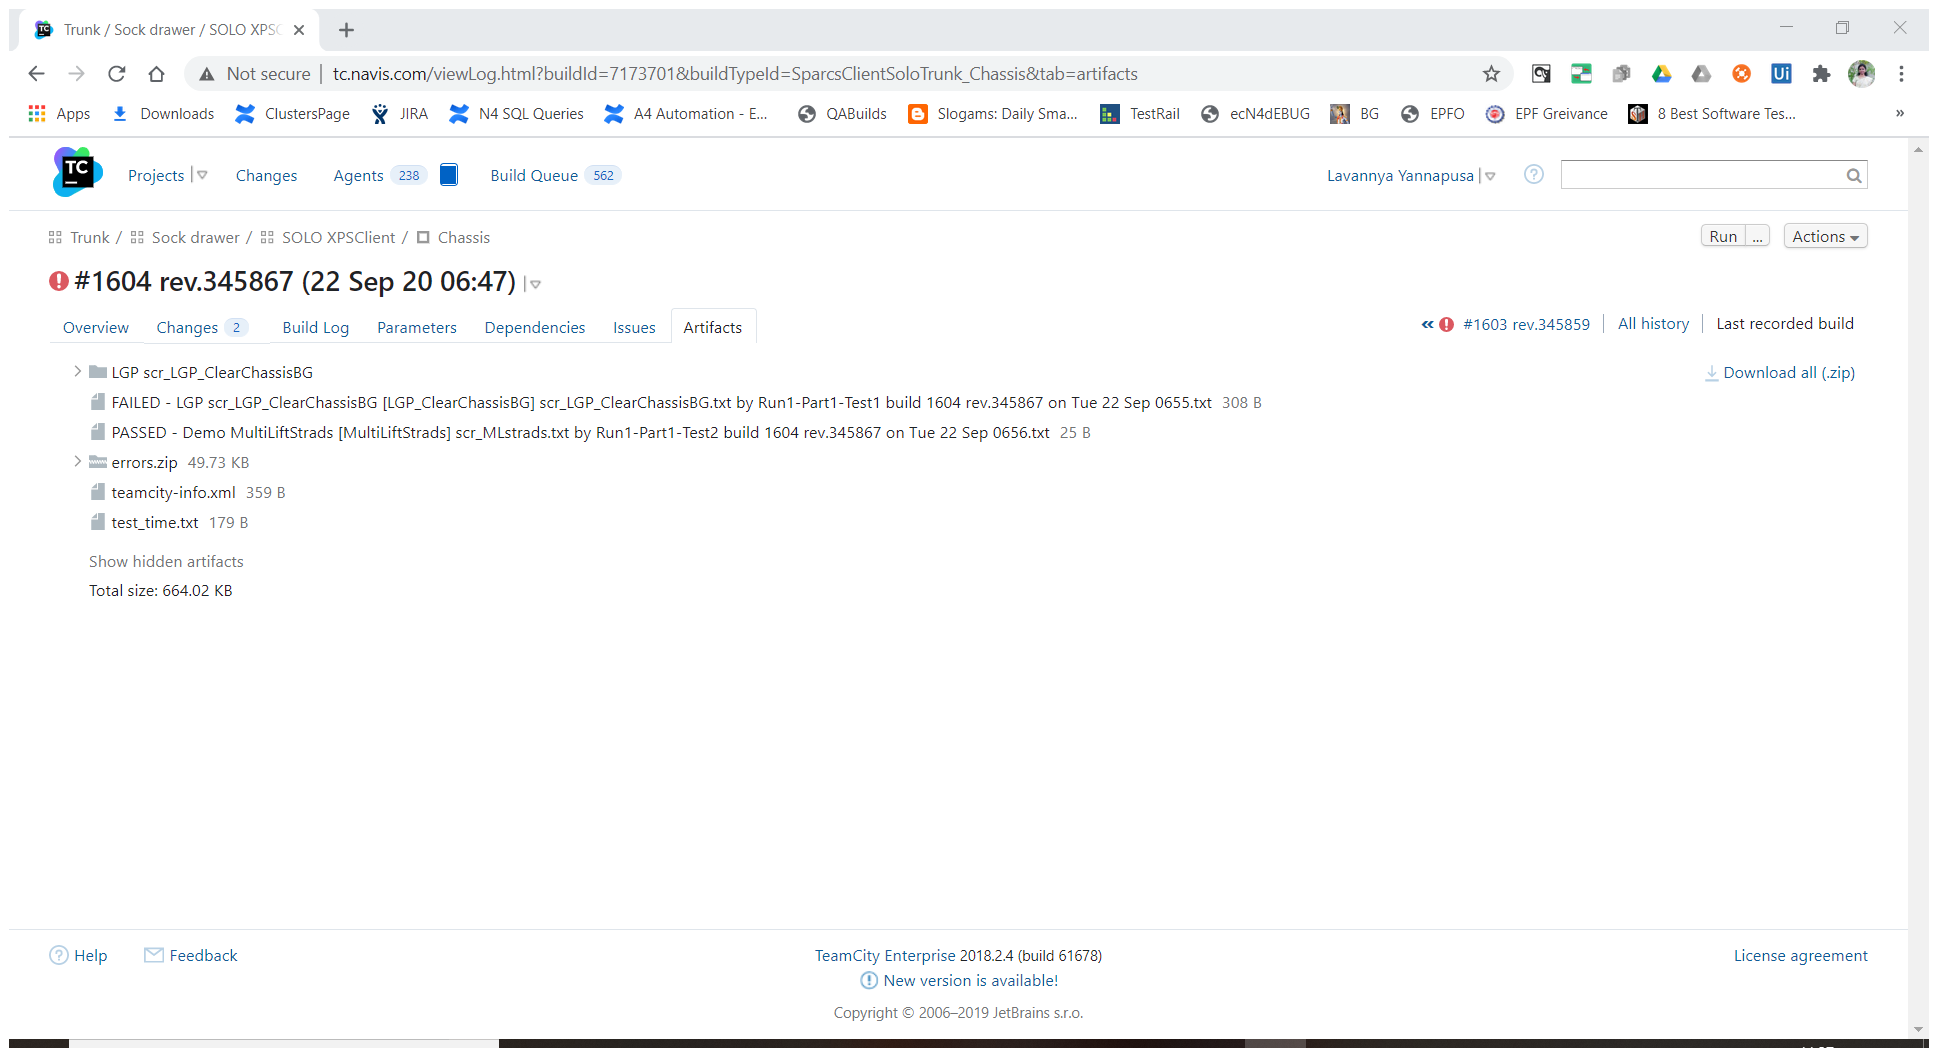 Trunk / Sock drawer / SOLO XPSC
Not secure | tc.navis.com/viewLog.html?buildId=7173701&buildTypeId=SparcsClientSoloTrunk_Chassis&tab=artifacts
Apps Downloads ClustersPage JIRA N4 SQL Queries A4 Automation - E... QABuilds Slogams: Daily Sma... TestRail ecN4dEBUG BG EPFO EPF Greivance 8 Best Software Tes... »
TC Projects Changes Agents 238 Build Queue 562 Lavannya Yannapusa
Trunk / Sock drawer / SOLO XPSClient / Chassis Run ... Actions
#1604 rev.345867 (22 Sep 20 06:47)
Overview Changes 2 Build Log Parameters Dependencies Issues Artifacts « #1603 rev.345859 All history Last recorded build
LGP scr_LGP_ClearChassisBG Download all (.zip)
FAILED - LGP scr_LGP_ClearChassisBG [LGP_ClearChassisBG] scr_LGP_ClearChassisBG.txt by Run1-Part1-Test1 build 1604 rev.345867 on Tue 22 Sep 0655.txt 308 B
PASSED - Demo MultiLiftStrads [MultiLiftStrads] scr_MLstrads.txt by Run1-Part1-Test2 build 1604 rev.345867 on Tue 22 Sep 0656.txt 25 B
errors.zip 49.73 KB
teamcity-info.xml 359 B
test_time.txt 179 B
Show hidden artifacts
Total size: 664.02 KB
Help Feedback TeamCity Enterprise 2018.2.4 (build 61678) License agreement
New version is available!
Copyright © 2006–2019 JetBrains s.r.o.